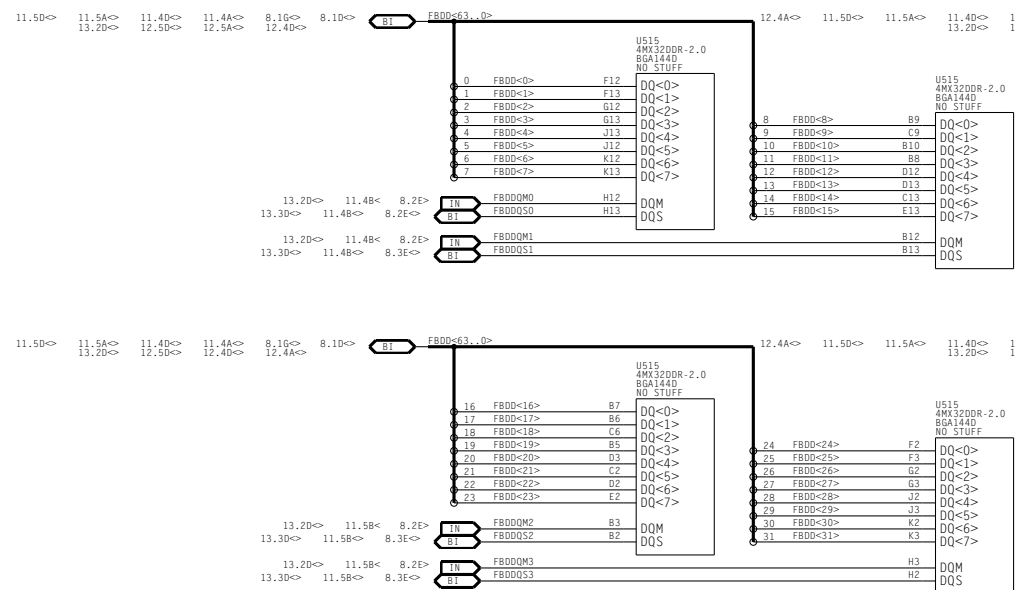 11.5D<> 11.5A<> 11.4D<> 11.4A<> 8.1G<> 8.1D<> BI FBDD<63..0> 12.4A<> 11.5D<> 11.5A<> 11.4D<> 1
13.2D<> 12.5D<> 12.5A<> 12.4D<> 13.2D<> 1
U515
4MX32DDR-2.0
BGA144D
NO STUFF
0 FBDD<0> F12 DQ<0>
1 FBDD<1> F13 DQ<1>
2 FBDD<2> G12 DQ<2>
3 FBDD<3> G13 DQ<3>
4 FBDD<4> J13 DQ<4>
5 FBDD<5> J12 DQ<5>
6 FBDD<6> K12 DQ<6>
7 FBDD<7> K13 DQ<7>
13.2D<> 11.4B< 8.2E> IN FBDDQM0 H12 DQM
13.3D<> 11.4B<> 8.2E<> BI FBDDQS0 H13 DQS
U515
4MX32DDR-2.0
BGA144D
NO STUFF
8 FBDD<8> B9 DQ<0>
9 FBDD<9> C9 DQ<1>
10 FBDD<10> B10 DQ<2>
11 FBDD<11> B8 DQ<3>
12 FBDD<12> D12 DQ<4>
13 FBDD<13> D13 DQ<5>
14 FBDD<14> C13 DQ<6>
15 FBDD<15> E13 DQ<7>
13.2D<> 11.4B< 8.2E> IN FBDDQM1 B12 DQM
13.3D<> 11.4B<> 8.3E<> BI FBDDQS1 B13 DQS
11.5D<> 11.5A<> 11.4D<> 11.4A<> 8.1G<> 8.1D<> BI FBDD<63..0> 12.4A<> 11.5D<> 11.5A<> 11.4D<> 1
13.2D<> 12.5D<> 12.4D<> 12.4A<> 13.2D<> 1
U515
4MX32DDR-2.0
BGA144D
NO STUFF
16 FBDD<16> B7 DQ<0>
17 FBDD<17> B6 DQ<1>
18 FBDD<18> C6 DQ<2>
19 FBDD<19> B5 DQ<3>
20 FBDD<20> D3 DQ<4>
21 FBDD<21> C2 DQ<5>
22 FBDD<22> D2 DQ<6>
23 FBDD<23> E2 DQ<7>
13.2D<> 11.5B< 8.2E> IN FBDDQM2 B3 DQM
13.3D<> 11.5B<> 8.3E<> BI FBDDQS2 B2 DQS
U515
4MX32DDR-2.0
BGA144D
NO STUFF
24 FBDD<24> F2 DQ<0>
25 FBDD<25> F3 DQ<1>
26 FBDD<26> G2 DQ<2>
27 FBDD<27> G3 DQ<3>
28 FBDD<28> J2 DQ<4>
29 FBDD<29> J3 DQ<5>
30 FBDD<30> K2 DQ<6>
31 FBDD<31> K3 DQ<7>
13.2D<> 11.5B< 8.2E> IN FBDDQM3 H3 DQM
13.3D<> 11.5B<> 8.3E<> BI FBDDQS3 H2 DQS